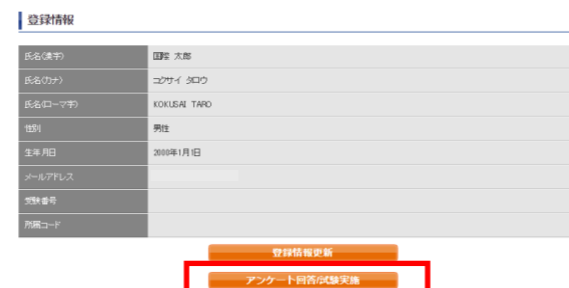 登録情報
氏名(漢字) 国際 太郎
氏名(カナ) コクサイ タロウ
氏名(ローマ字) KOKUSAI TARO
性別 男性
生年月日 2000年1月1日
メールアドレス
受験番号
所属コード
登録情報更新
アンケート回答/試験実施